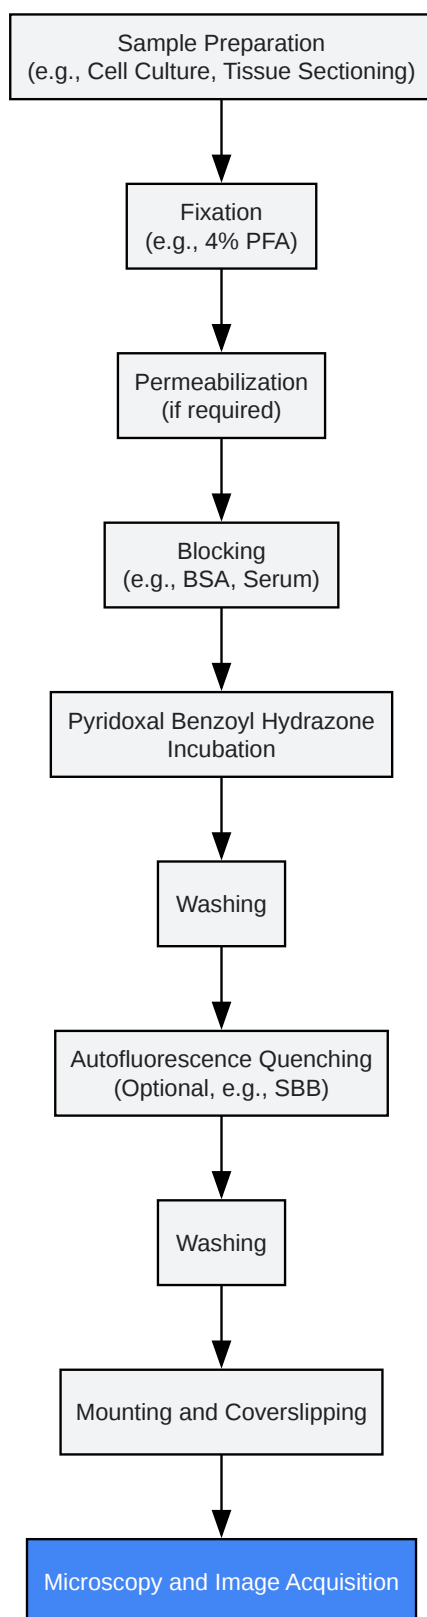 Sample Preparation
(e.g., Cell Culture, Tissue Sectioning)
Fixation
(e.g., 4% PFA)
Permeabilization
(if required)
Blocking
(e.g., BSA, Serum)
Pyridoxal Benzoyl Hydrazone
Incubation
Washing
Autofluorescence Quenching
(Optional, e.g., SBB)
Washing
Mounting and Coverslipping
Microscopy and Image Acquisition